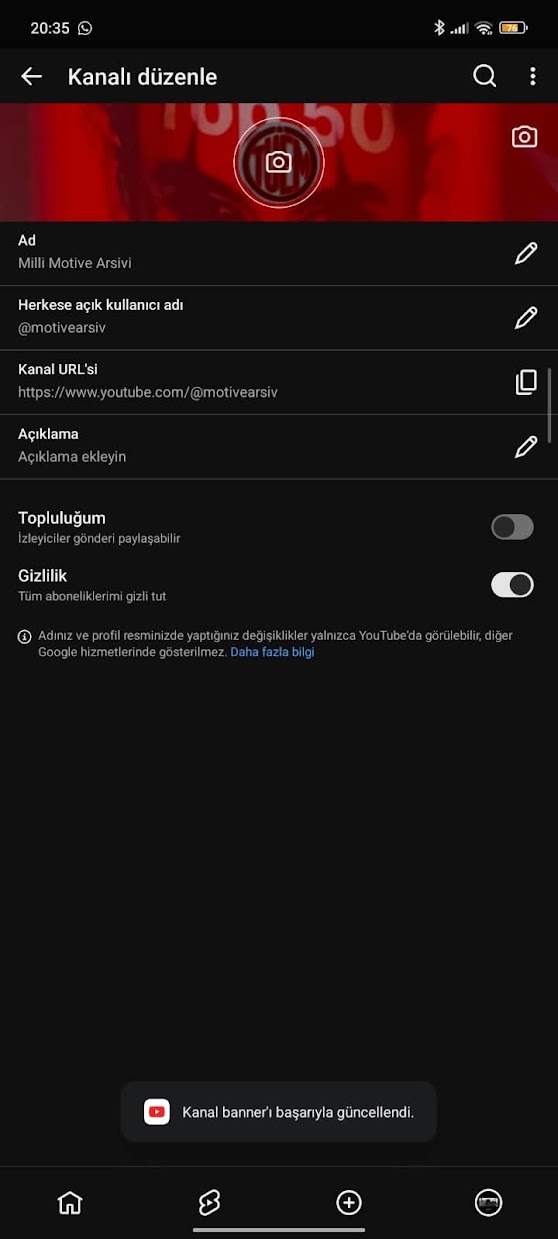 20:35
76
Kanalı düzenle
TÜEM
Ad
Milli Motive Arsivi
Herkese açık kullanıcı adı
@motivearsiv
Kanal URL'si
https://www.youtube.com/@motivearsiv
Açıklama
Açıklama ekleyin
Topluluğum
İzleyiciler gönderi paylaşabilir
Gizlilik
Tüm aboneliklerimi gizli tut
Adınız ve profil resminizde yaptığınız değişiklikler yalnızca YouTube'da görülebilir, diğer
Google hizmetlerinde gösterilmez. Daha fazla bilgi
Kanal banner'ı başarıyla güncellendi.